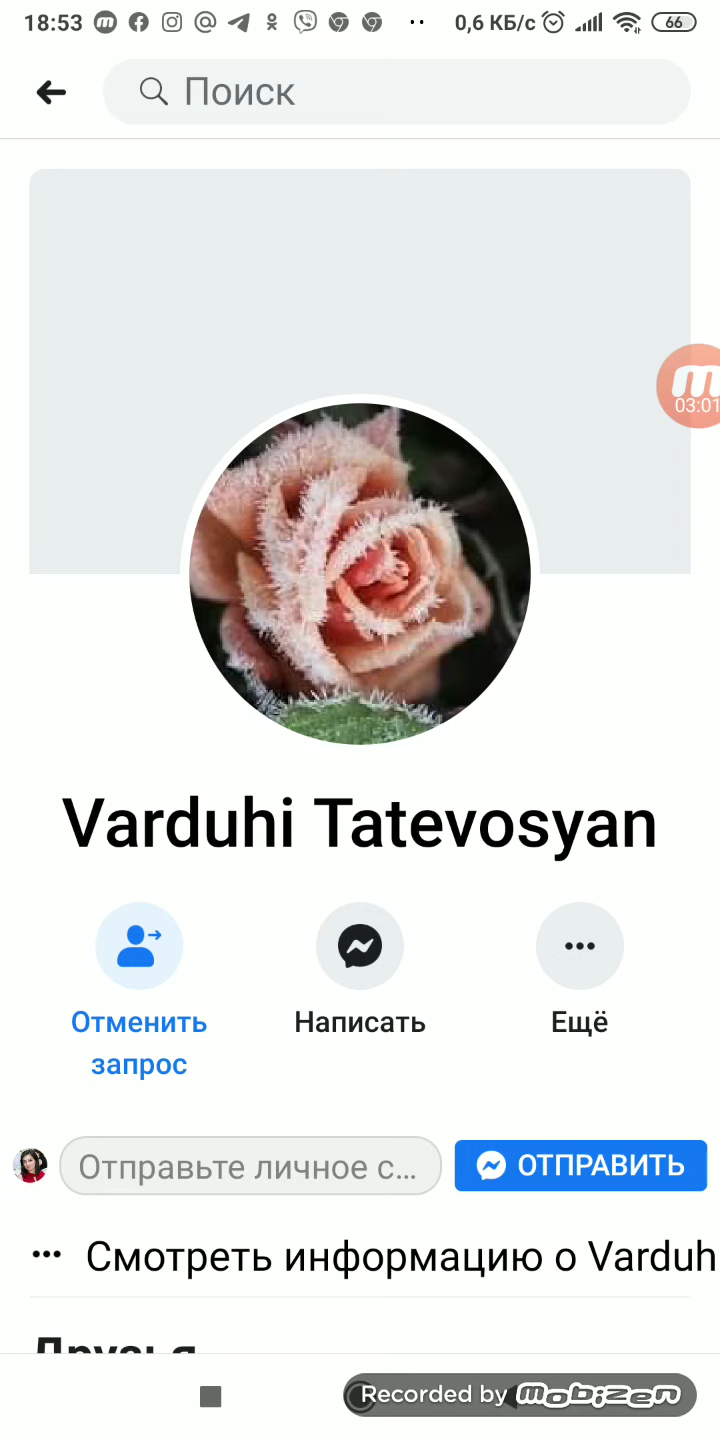 18:53 0,6 КБ/с 66
Поиск
03:01
Varduhi Tatevosyan
Отменить запрос
Написать
Ещё
Отправьте личное с...
ОТПРАВИТЬ
Смотреть информацию о Varduh
Друзья
Recorded by mobizen